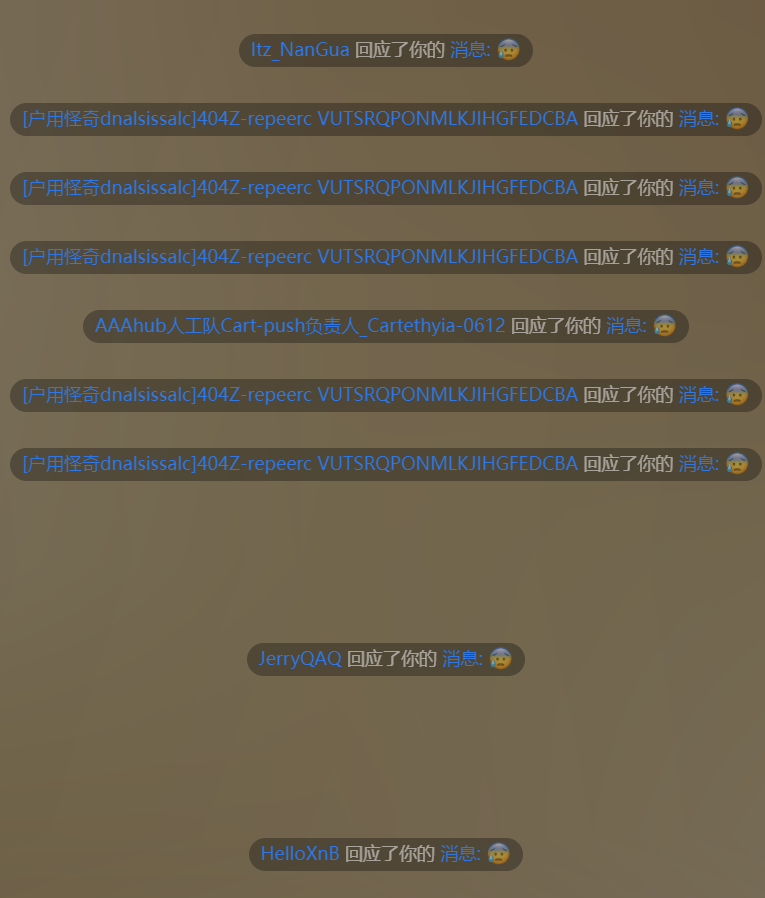 Itz_NanGua 回应了你的 消息: 😰
[户用怪奇dnalsissalc]404Z-repeerc VUTSRQPONMLKJIHGFEDCBA 回应了你的 消息: 😰
[户用怪奇dnalsissalc]404Z-repeerc VUTSRQPONMLKJIHGFEDCBA 回应了你的 消息: 😰
[户用怪奇dnalsissalc]404Z-repeerc VUTSRQPONMLKJIHGFEDCBA 回应了你的 消息: 😰
AAAhub人工队Cart-push负责人_Cartethyia-0612 回应了你的 消息: 😰
[户用怪奇dnalsissalc]404Z-repeerc VUTSRQPONMLKJIHGFEDCBA 回应了你的 消息: 😰
[户用怪奇dnalsissalc]404Z-repeerc VUTSRQPONMLKJIHGFEDCBA 回应了你的 消息: 😰
JerryQAQ 回应了你的 消息: 😰
HelloXnB 回应了你的 消息: 😰